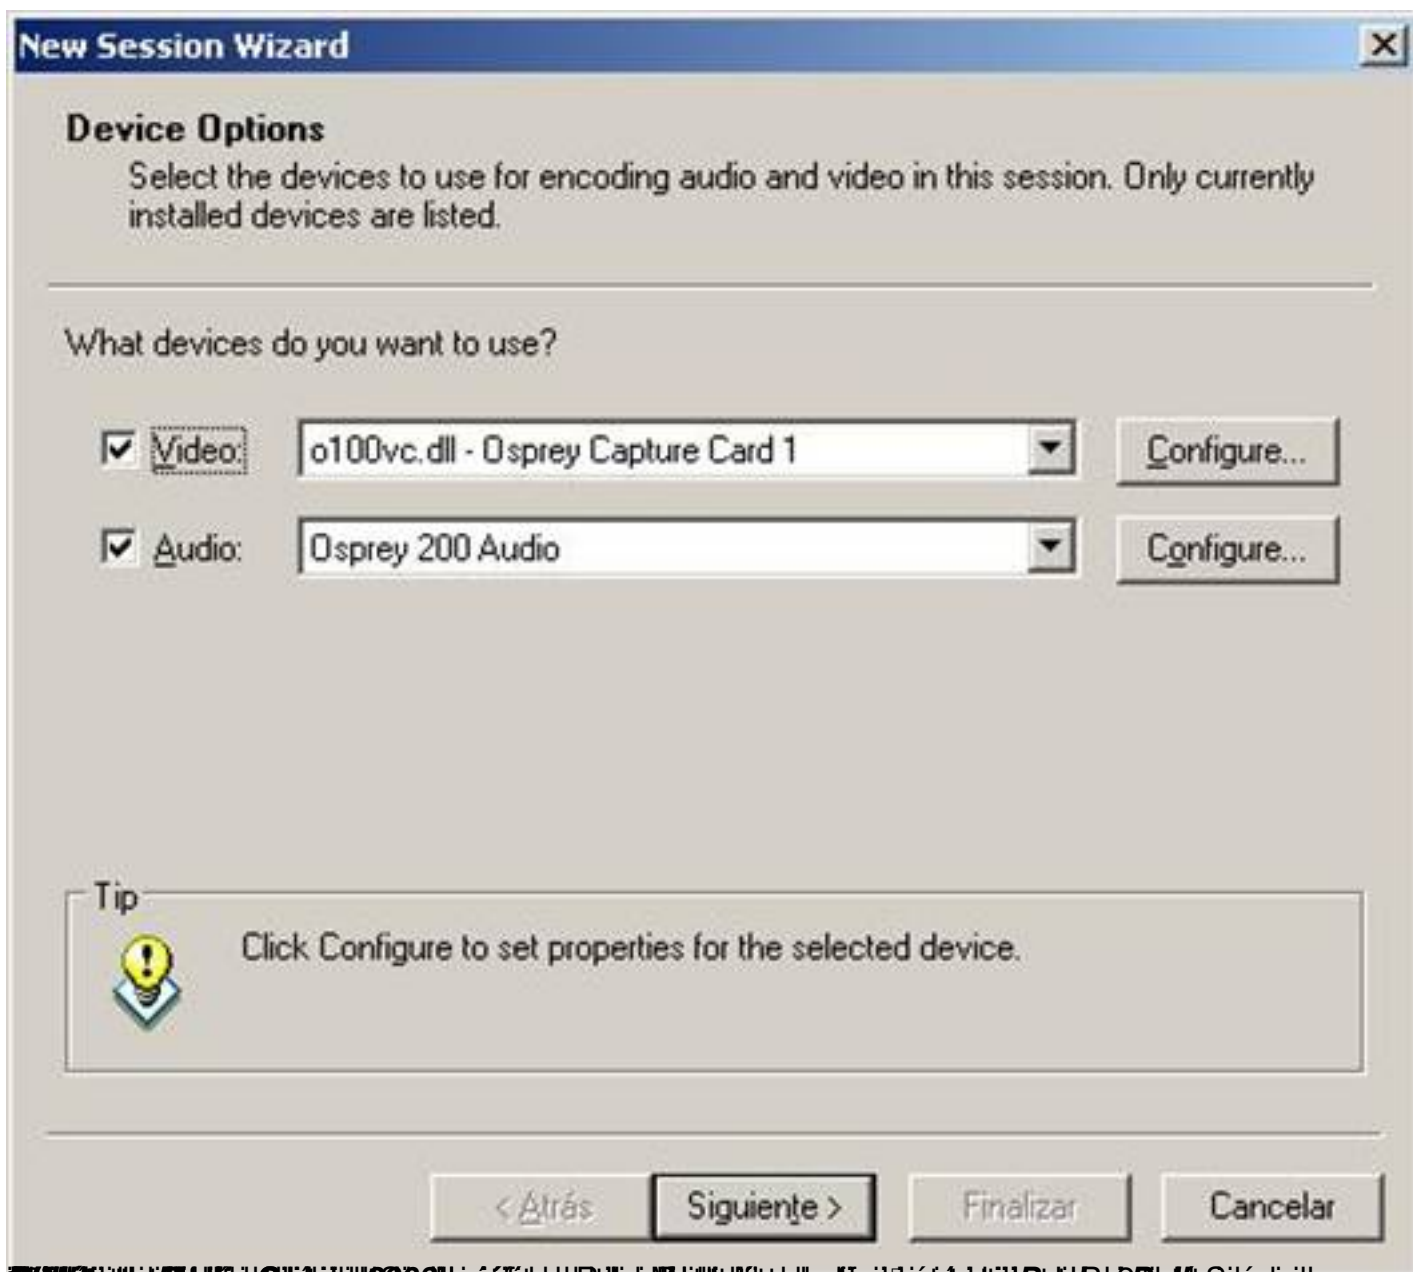 New Session Wizard
Device Options
Select the devices to use for encoding audio and video in this session. Only currently
installed devices are listed.
What devices do you want to use?
Video: o100vc.dll - Osprey Capture Card 1 Configure...
Audio: Osprey 200 Audio Configure...
Tip
Click Configure to set properties for the selected device.
< Atrás Siguiente > Finalizar Cancelar